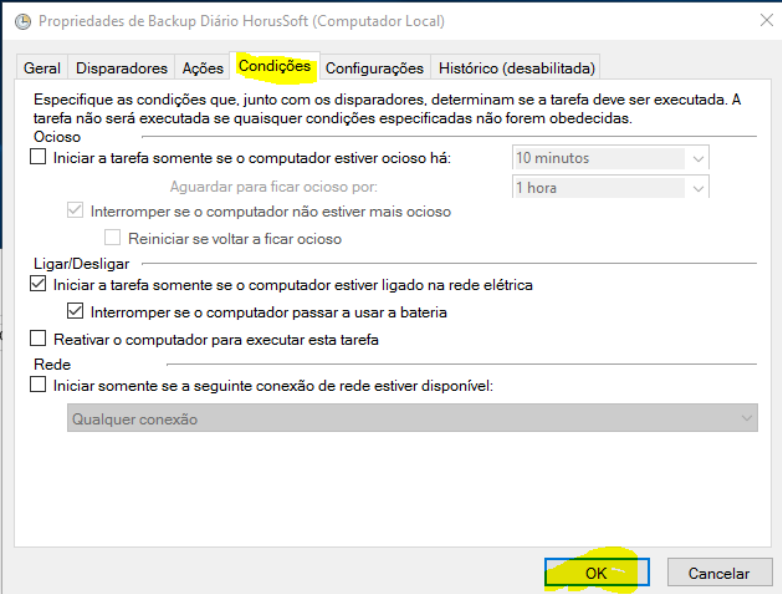 Propriedades de Backup Diário HorusSoft (Computador Local)
Geral Disparadores Ações Condições Configurações Histórico (desabilitada)
Especifique as condições que, junto com os disparadores, determinam se a tarefa deve ser executada. A
tarefa não será executada se quaisquer condições especificadas não forem obedecidas.
Ocioso
Iniciar a tarefa somente se o computador estiver ocioso há: 10 minutos
Aguardar para ficar ocioso por: 1 hora
Interromper se o computador não estiver mais ocioso
Reiniciar se voltar a ficar ocioso
Ligar/Desligar
Iniciar a tarefa somente se o computador estiver ligado na rede elétrica
Interromper se o computador passar a usar a bateria
Reativar o computador para executar esta tarefa
Rede
Iniciar somente se a seguinte conexão de rede estiver disponível:
Qualquer conexão
OK Cancelar